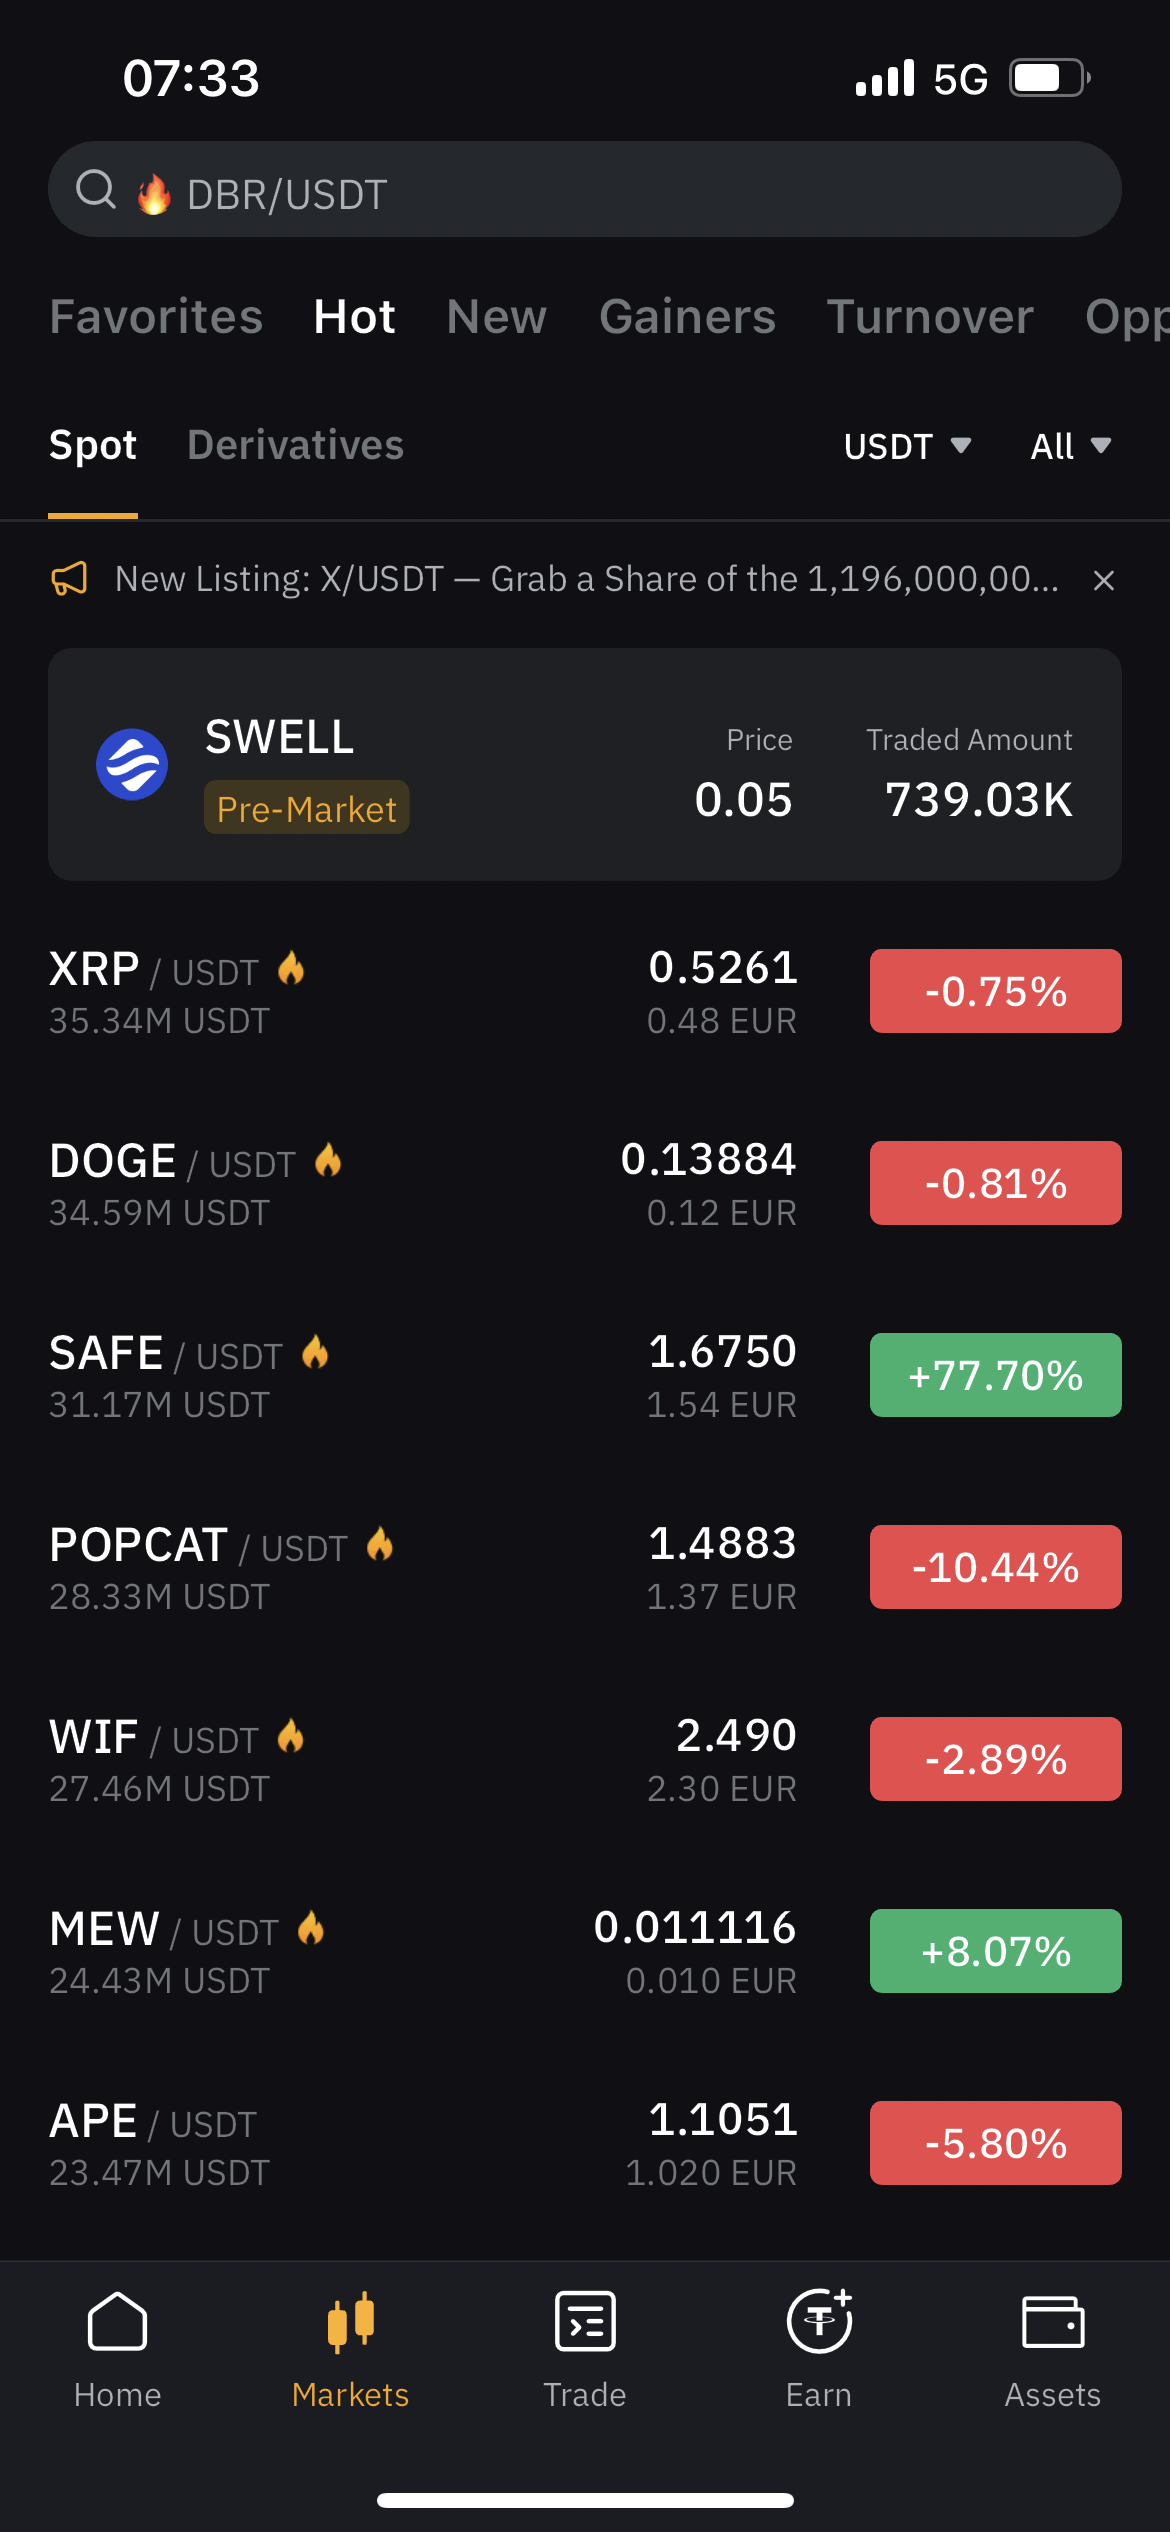 07:33 5G
🔥 DBR/USDT
Favorites Hot New Gainers Turnover Opp
Spot Derivatives USDT All
New Listing: X/USDT — Grab a Share of the 1,196,000,00...
SWELL
Pre-Market
Price Traded Amount
0.05 739.03K
XRP / USDT 0.5261 -0.75%
35.34M USDT 0.48 EUR
DOGE / USDT 0.13884 -0.81%
34.59M USDT 0.12 EUR
SAFE / USDT 1.6750 +77.70%
31.17M USDT 1.54 EUR
POPCAT / USDT 1.4883 -10.44%
28.33M USDT 1.37 EUR
WIF / USDT 2.490 -2.89%
27.46M USDT 2.30 EUR
MEW / USDT 0.011116 +8.07%
24.43M USDT 0.010 EUR
APE / USDT 1.1051 -5.80%
23.47M USDT 1.020 EUR
Home Markets Trade Earn Assets